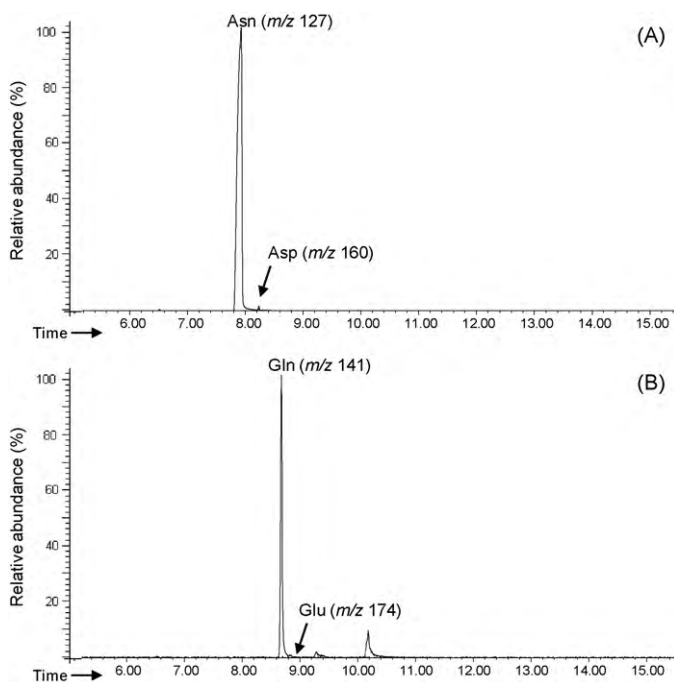 Asn (m/z 127)
(A)
Relative abundance (%)
100
80
60
40
20
Asp (m/z 160)
6.00 7.00 8.00 9.00 10.00 11.00 12.00 13.00 14.00 15.00
Time
Gln (m/z 141)
(B)
Relative abundance (%)
100
80
60
40
20
Glu (m/z 174)
6.00 7.00 8.00 9.00 10.00 11.00 12.00 13.00 14.00 15.00
Time